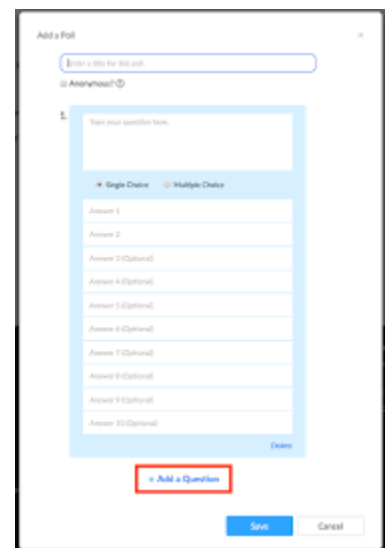 Add a Poll ×
Enter a title for this poll.
Anonymous?
1.
Type your question here.
Single Choice Multiple Choice
Answer 1
Answer 2
Answer 3 (Optional)
Answer 4 (Optional)
Answer 5 (Optional)
Answer 6 (Optional)
Answer 7 (Optional)
Answer 8 (Optional)
Answer 9 (Optional)
Answer 10 (Optional)
Delete
+ Add a Question
Save Cancel